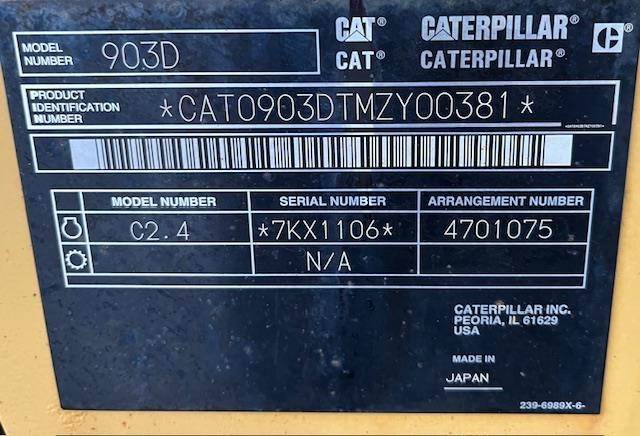 CAT® CATERPILLAR®
CAT® CATERPILLAR®
MODEL NUMBER 903D
PRODUCT IDENTIFICATION NUMBER *CAT0903DTMZY00381*
*CAT0903DTMZY00381*
MODEL NUMBER SERIAL NUMBER ARRANGEMENT NUMBER
C2.4 *7KX1106* 4701075
N/A
CATERPILLAR INC.
PEORIA, IL 61629
USA
MADE IN
JAPAN
239-6989X-6-